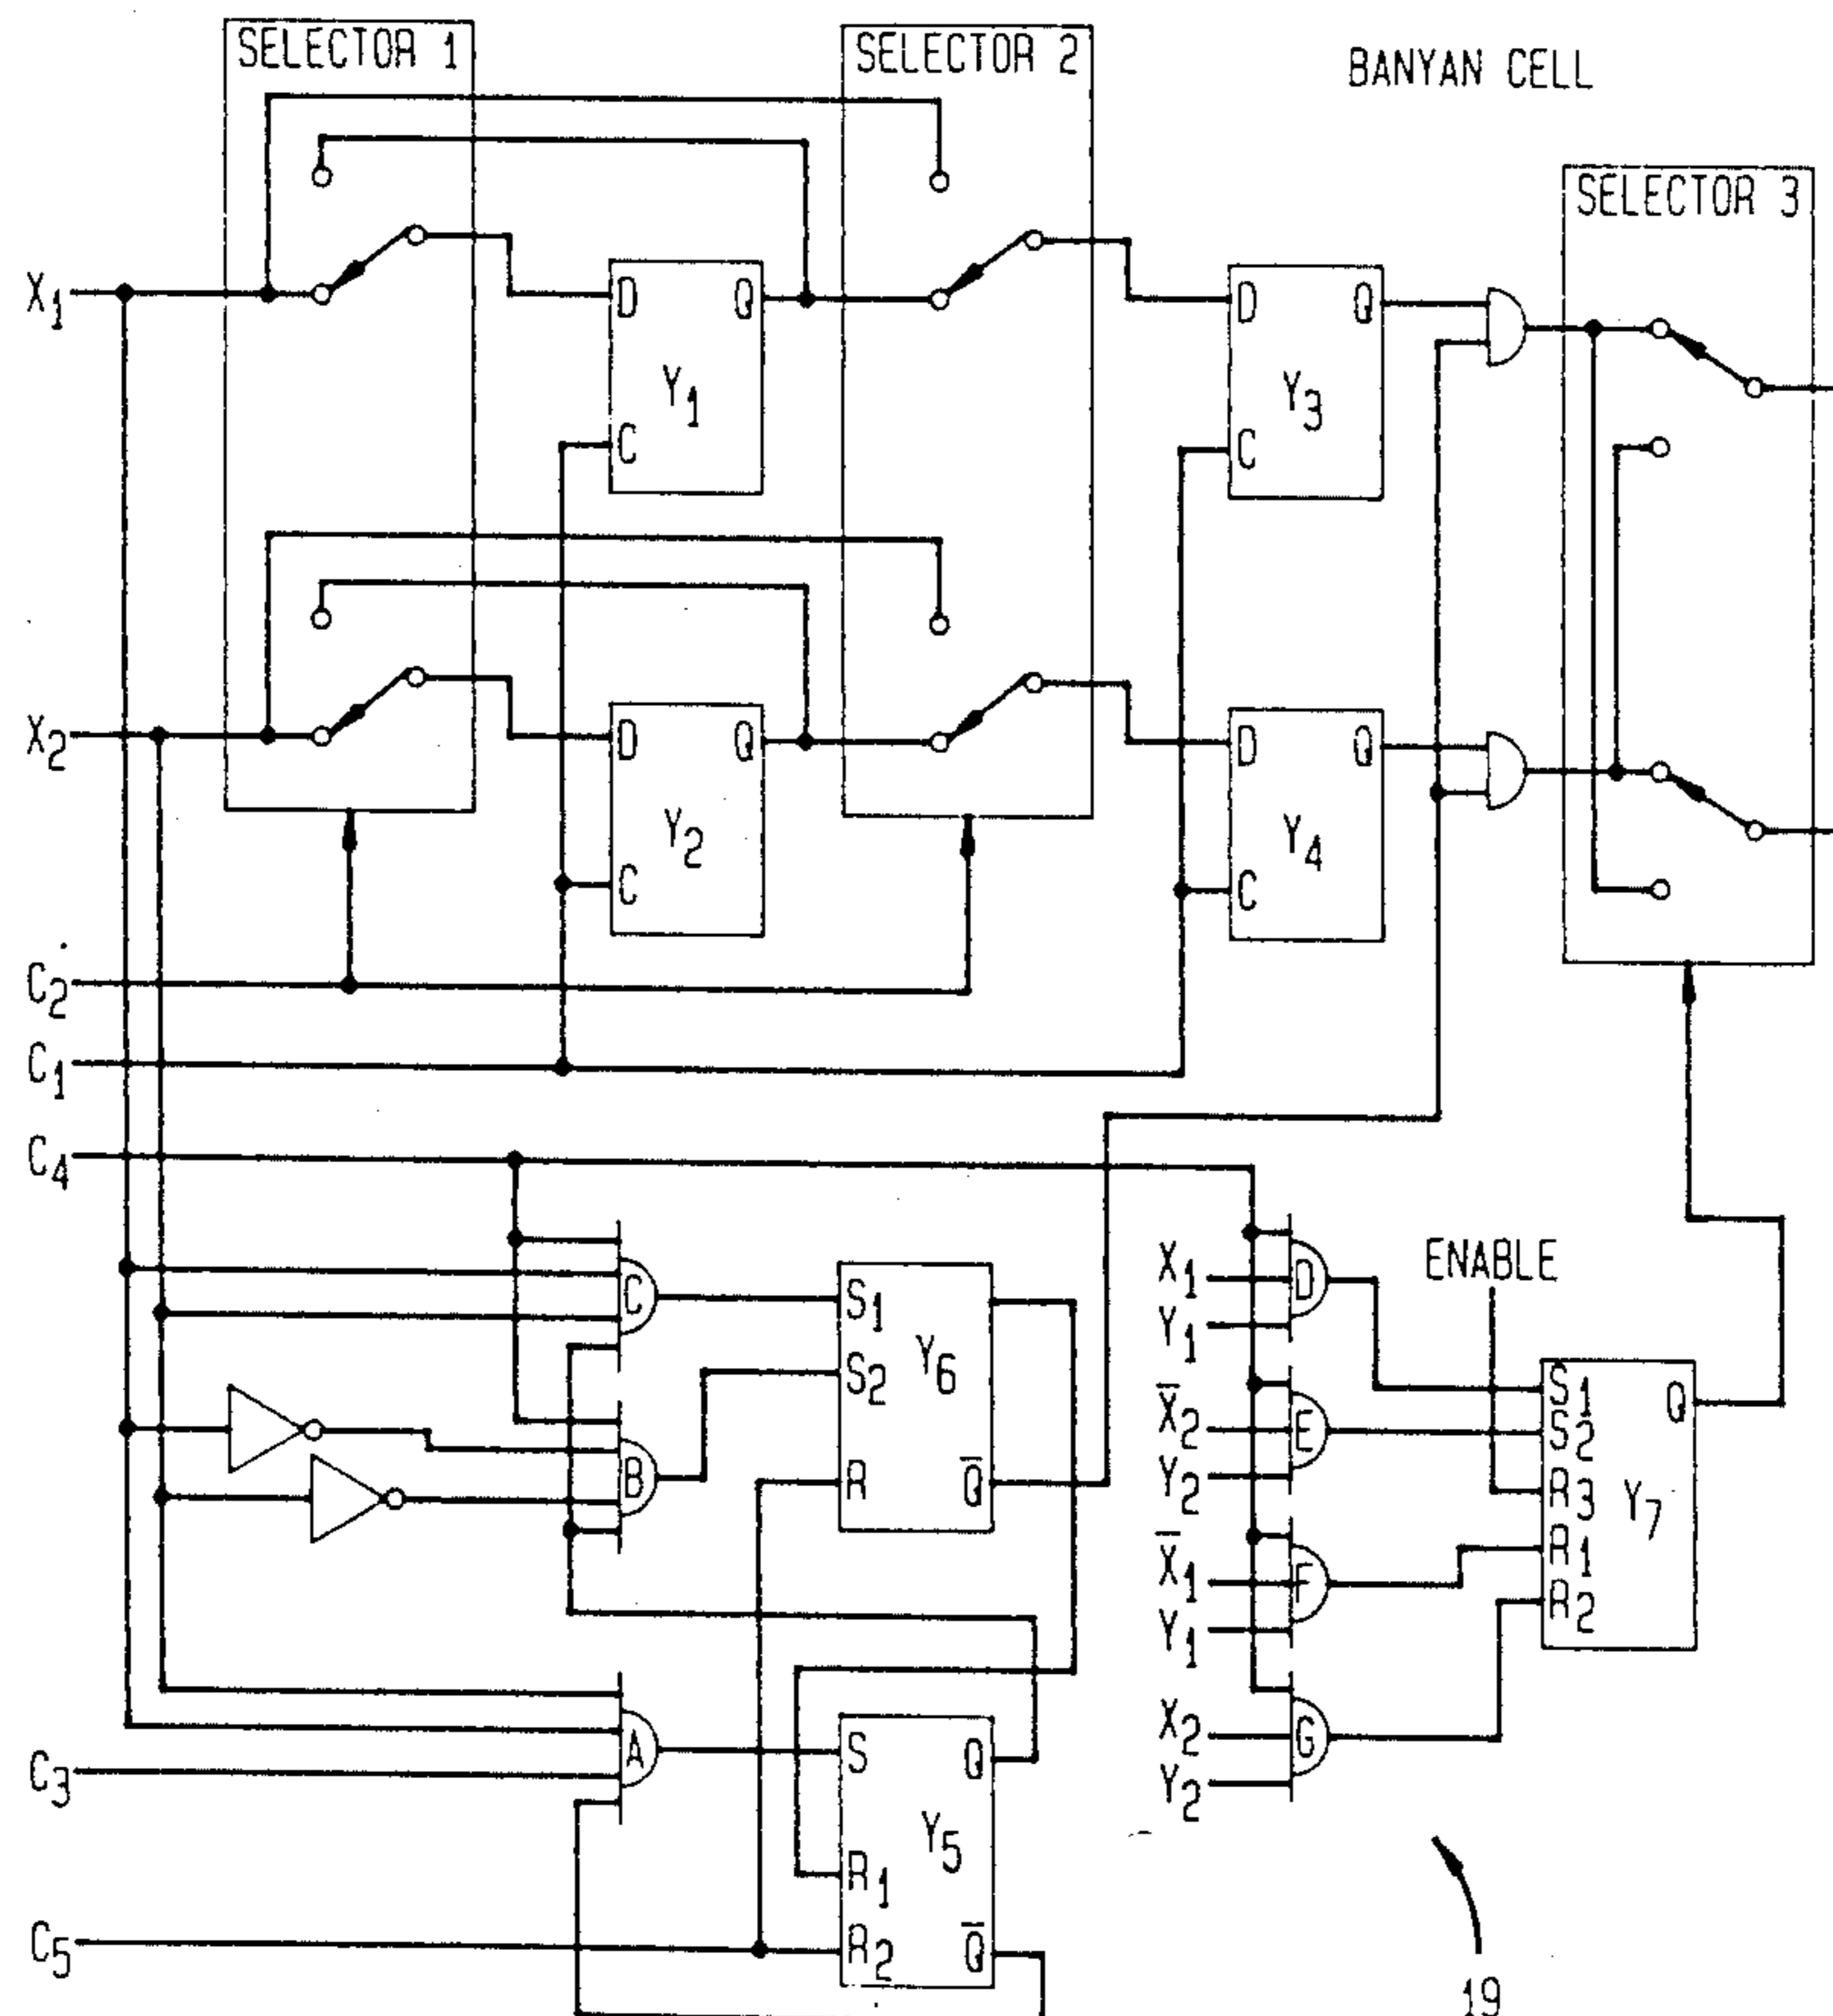 SELECTOR 1
SELECTOR 2
BANYAN CELL
SELECTOR 3
X1
D Q
Y1
C
D Q
Y3
C
X2
D Q
Y2
C
D Q
Y4
C
C2
C1
C4
C
S1
S2
R
Y6
Q̅
B
X1
Y1
D
ENABLE
X̅2
Y2
E
X̅1
Y1
F
X2
Y2
G
S1
S2
R3
R1
R2
Y7
Q
A
C3
S
R1
R2
Y5
Q
Q̅
C5
19